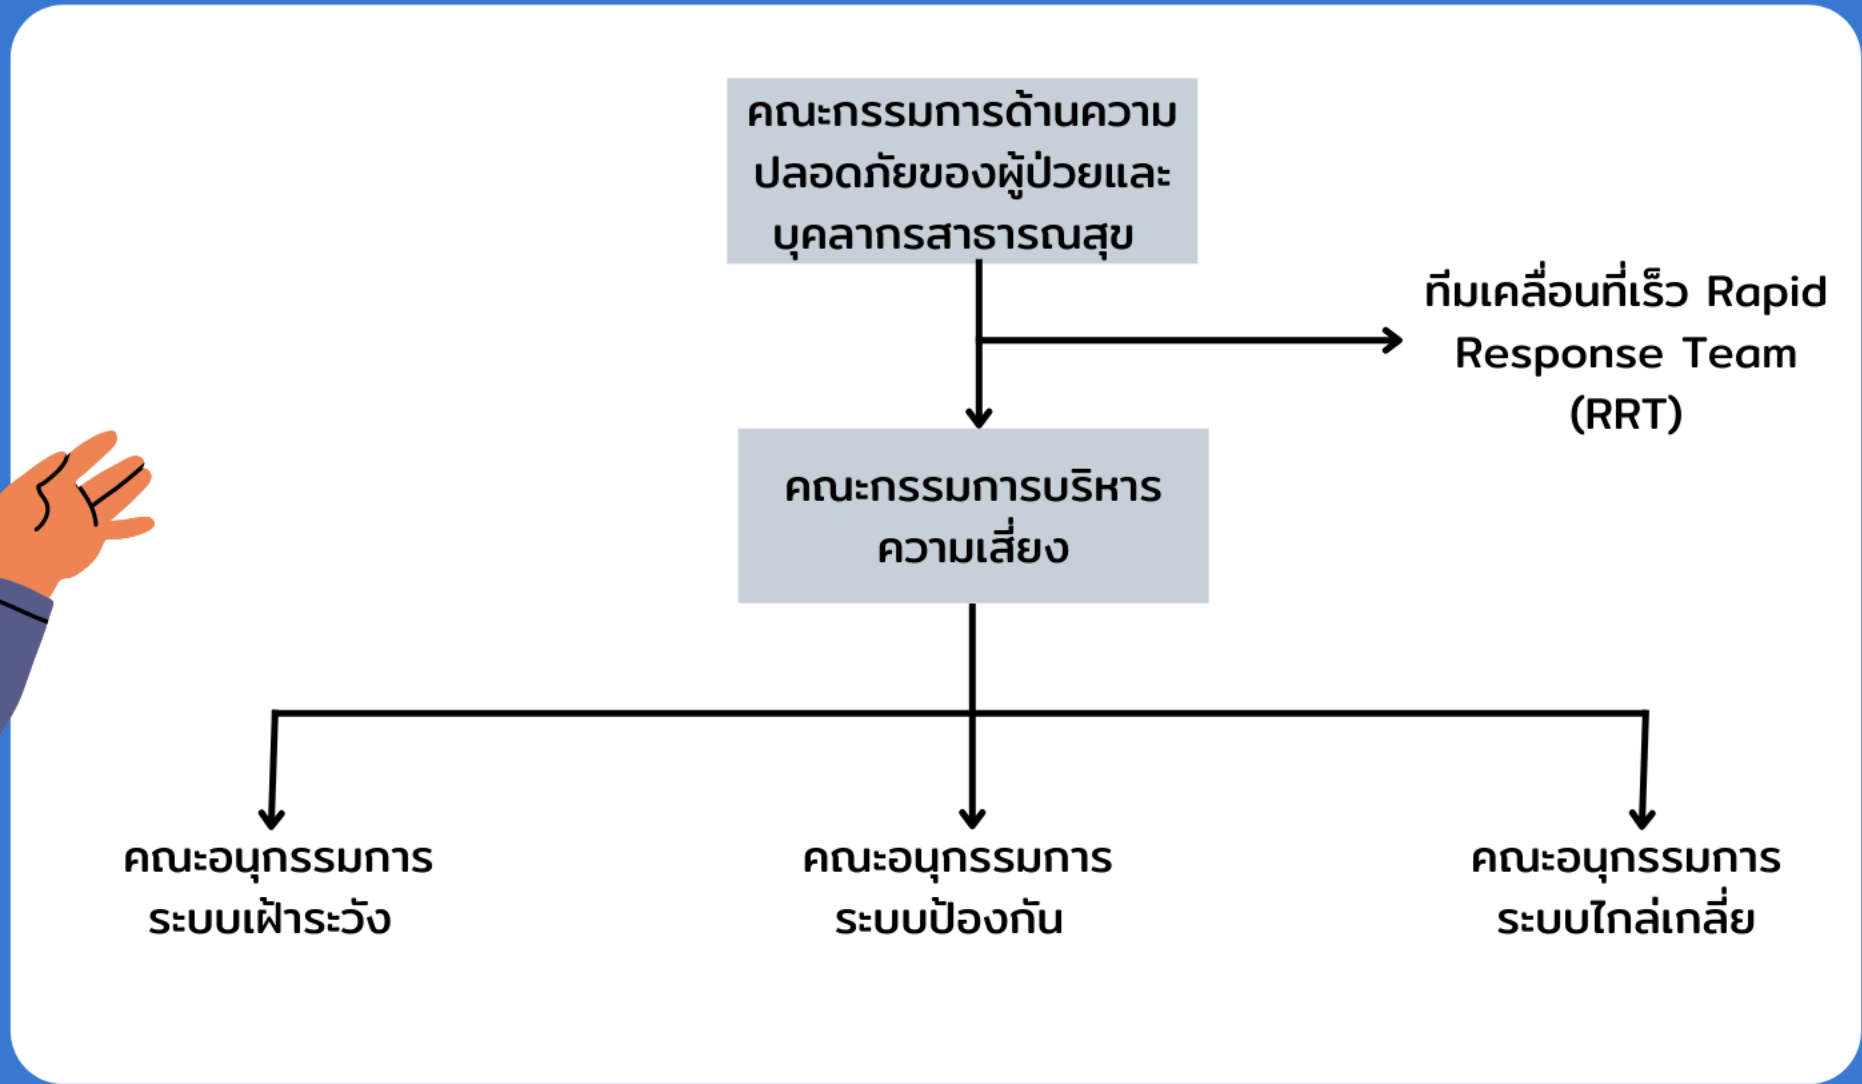 คณะกรรมการด้านความ
ปลอดภัยของผู้ป่วยและ
บุคลากรสาธารณสุข
ทีมเคลื่อนที่เร็ว Rapid
Response Team
(RRT)
คณะกรรมการบริหาร
ความเสี่ยง
คณะอนุกรรมการ
ระบบเฝ้าระวัง
คณะอนุกรรมการ
ระบบป้องกัน
คณะอนุกรรมการ
ระบบไกล่เกลี่ย